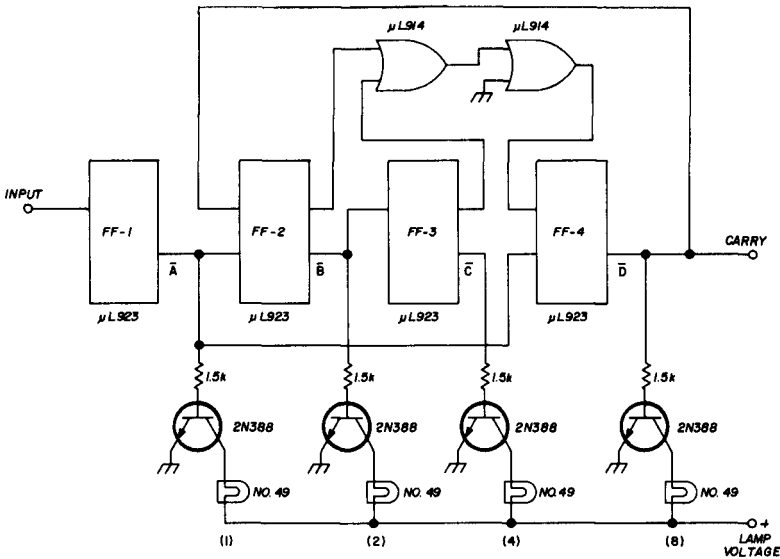 μL914
μL914
INPUT
FF-1
FF-2
FF-3
FF-4
CARRY
A̅
B̅
C̅
D̅
μL923
μL923
μL923
μL923
1.5k
1.5k
1.5k
1.5k
2N388
2N388
2N388
2N388
NO. 49
NO. 49
NO. 49
NO. 49
+
(1)
(2)
(4)
(8)
LAMP
VOLTAGE